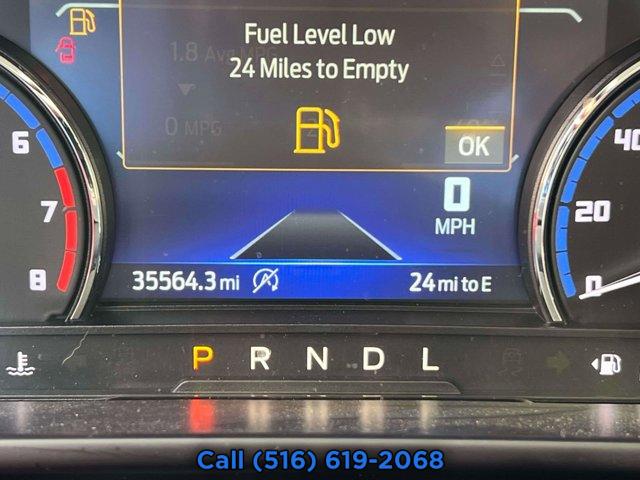 Fuel Level Low
1.8 Avg MPG
24 Miles to Empty
0 MPG
OK
6
7
8
40
20
0
0
MPH
35564.3 mi
24 mi to E
P R N D L
Call (516) 619-2068